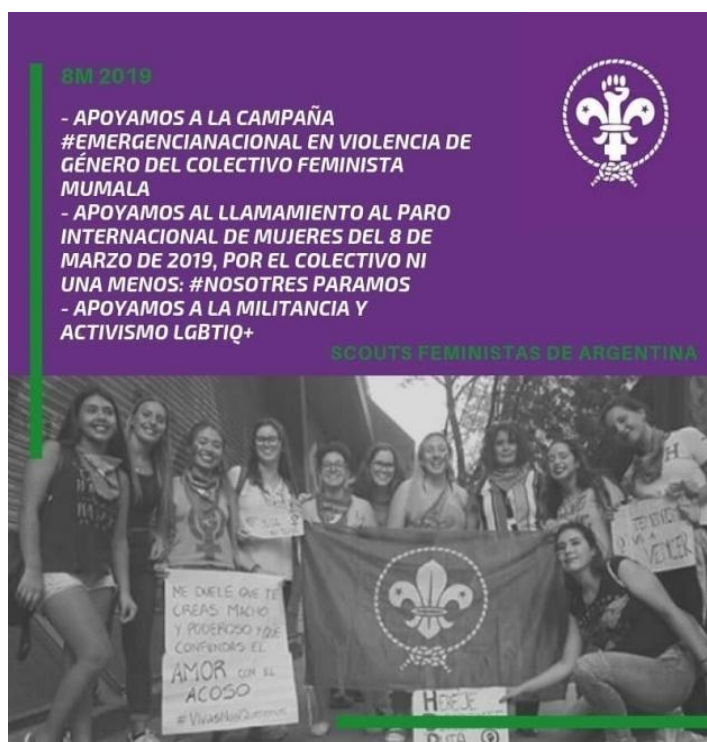 8M 2019
- APOYAMOS A LA CAMPAÑA
#EMERGENCIANACIONAL EN VIOLENCIA DE
GÉNERO DEL COLECTIVO FEMINISTA
MUMALA
- APOYAMOS AL LLAMAMIENTO AL PARO
INTERNACIONAL DE MUJERES DEL 8 DE
MARZO DE 2019, POR EL COLECTIVO NI
UNA MENOS: #NOSOTRES PARAMOS
- APOYAMOS A LA MILITANCIA Y
ACTIVISMO LGBTIQ+
SCOUTS FEMINISTAS DE ARGENTINA
VENCER
ME DUELE QUE TE
CREAS MACHO
Y PODEROSO Y QUE
CONFUNDAS EL
AMOR CON EL
ACOSO
#VivasNosQueremos
HEREJE